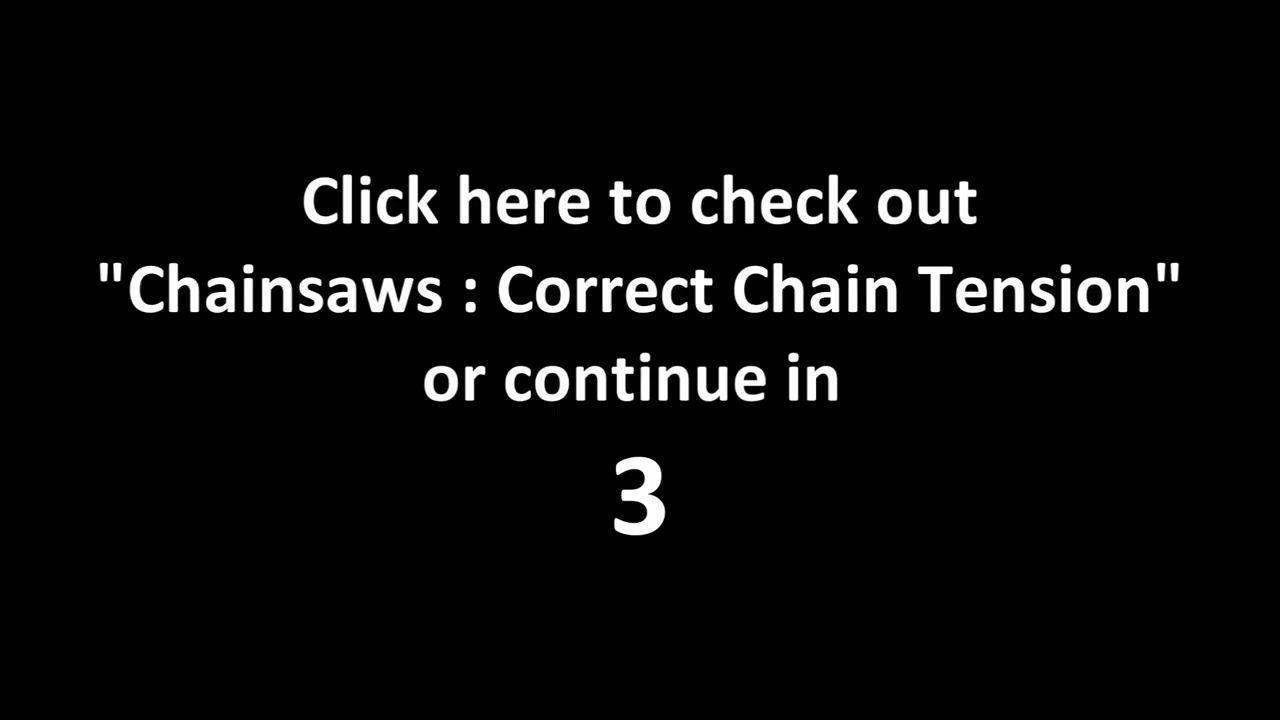 Click here to check out
"Chainsaws : Correct Chain Tension"
or continue in
3